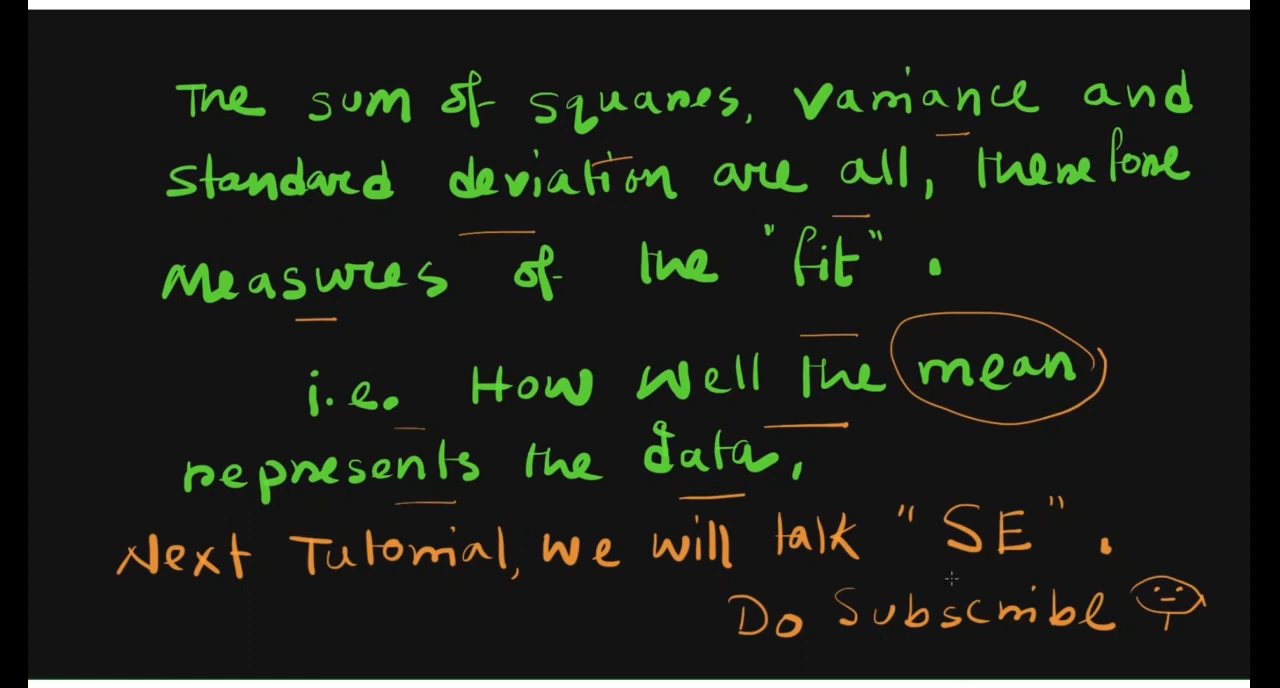 The sum of squares, variance and
standard deviation are all, therefore
measures of the "fit".
i.e. How well the mean
represents the data,
Next Tutorial, we will talk "SE".
Do Subscribe